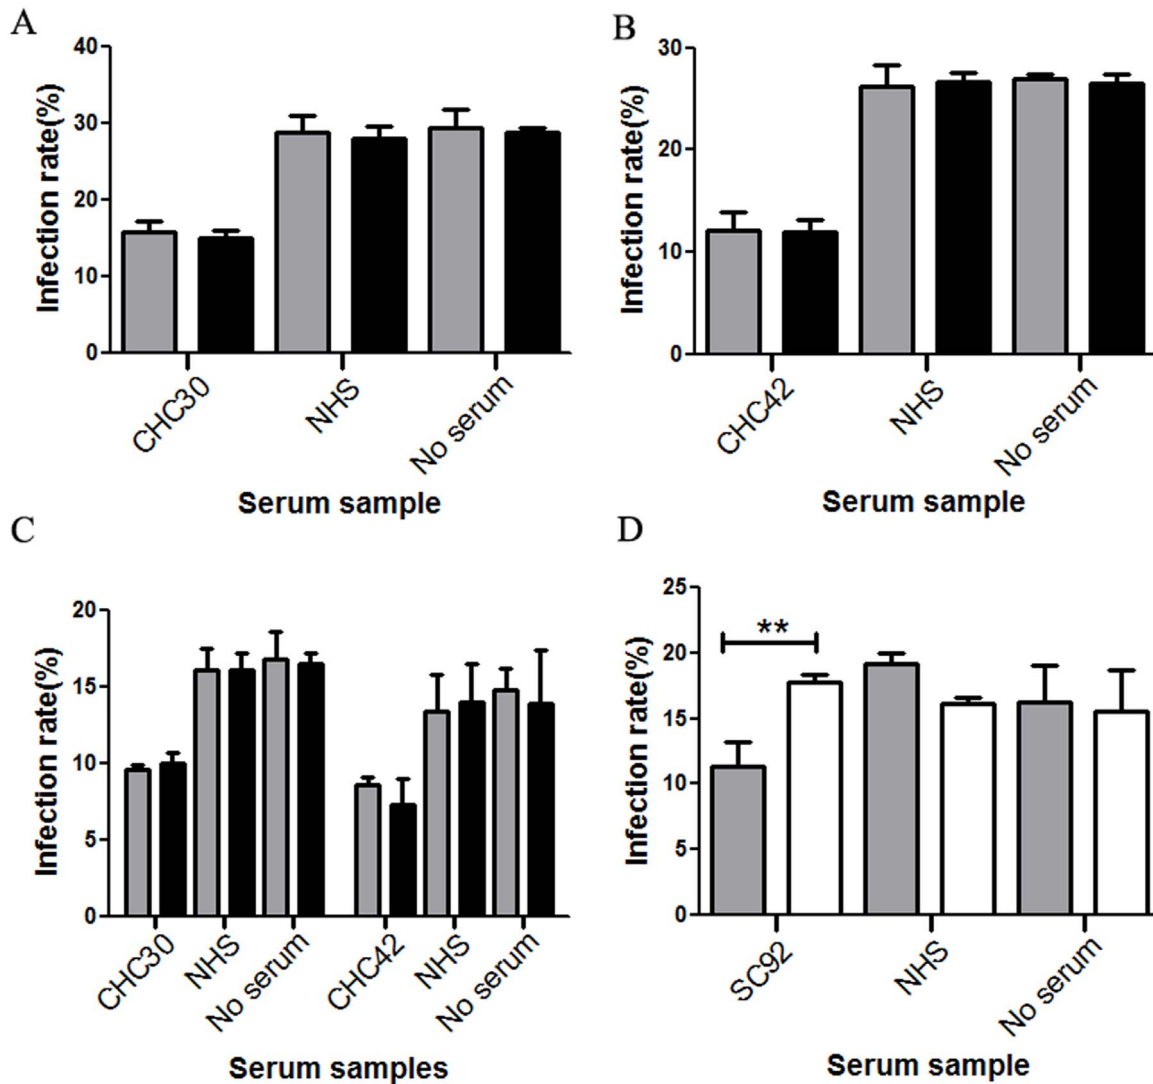 A
Infection rate(%)
40
30
20
10
0
CHC30
NHS
No serum
Serum sample
B
Infection rate(%)
30
20
10
0
CHC42
NHS
No serum
Serum sample
C
Infection rate(%)
20
15
10
5
0
CHC30
NHS
No serum
CHC42
NHS
No serum
Serum samples
D
Infection rate(%)
25
20
15
10
5
0
**
SC92
NHS
No serum
Serum sample